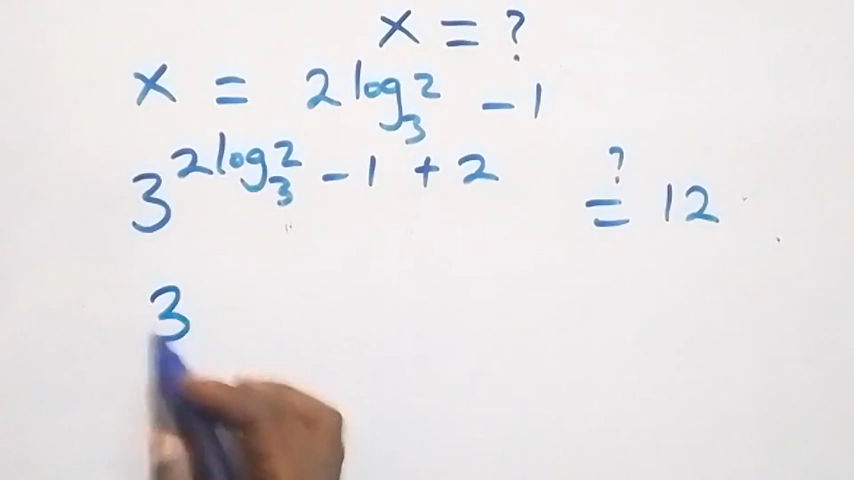 x = ?
x = 2log₃2 - 1
3^(2log₃2 - 1 + 2) ≟ 12
3